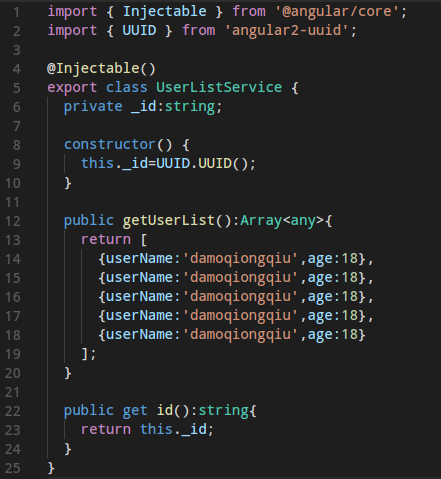 1 import { Injectable } from '@angular/core';
2 import { UUID } from 'angular2-uuid';
3
4 @Injectable()
5 export class UserListService {
6   private _id:string;
7
8   constructor() {
9     this._id=UUID.UUID();
10   }
11
12   public getUserList():Array<any>{
13     return [
14       {userName:'damoqiongqiu',age:18},
15       {userName:'damoqiongqiu',age:18},
16       {userName:'damoqiongqiu',age:18},
17       {userName:'damoqiongqiu',age:18},
18       {userName:'damoqiongqiu',age:18}
19     ];
20   }
21
22   public get id():string{
23     return this._id;
24   }
25 }